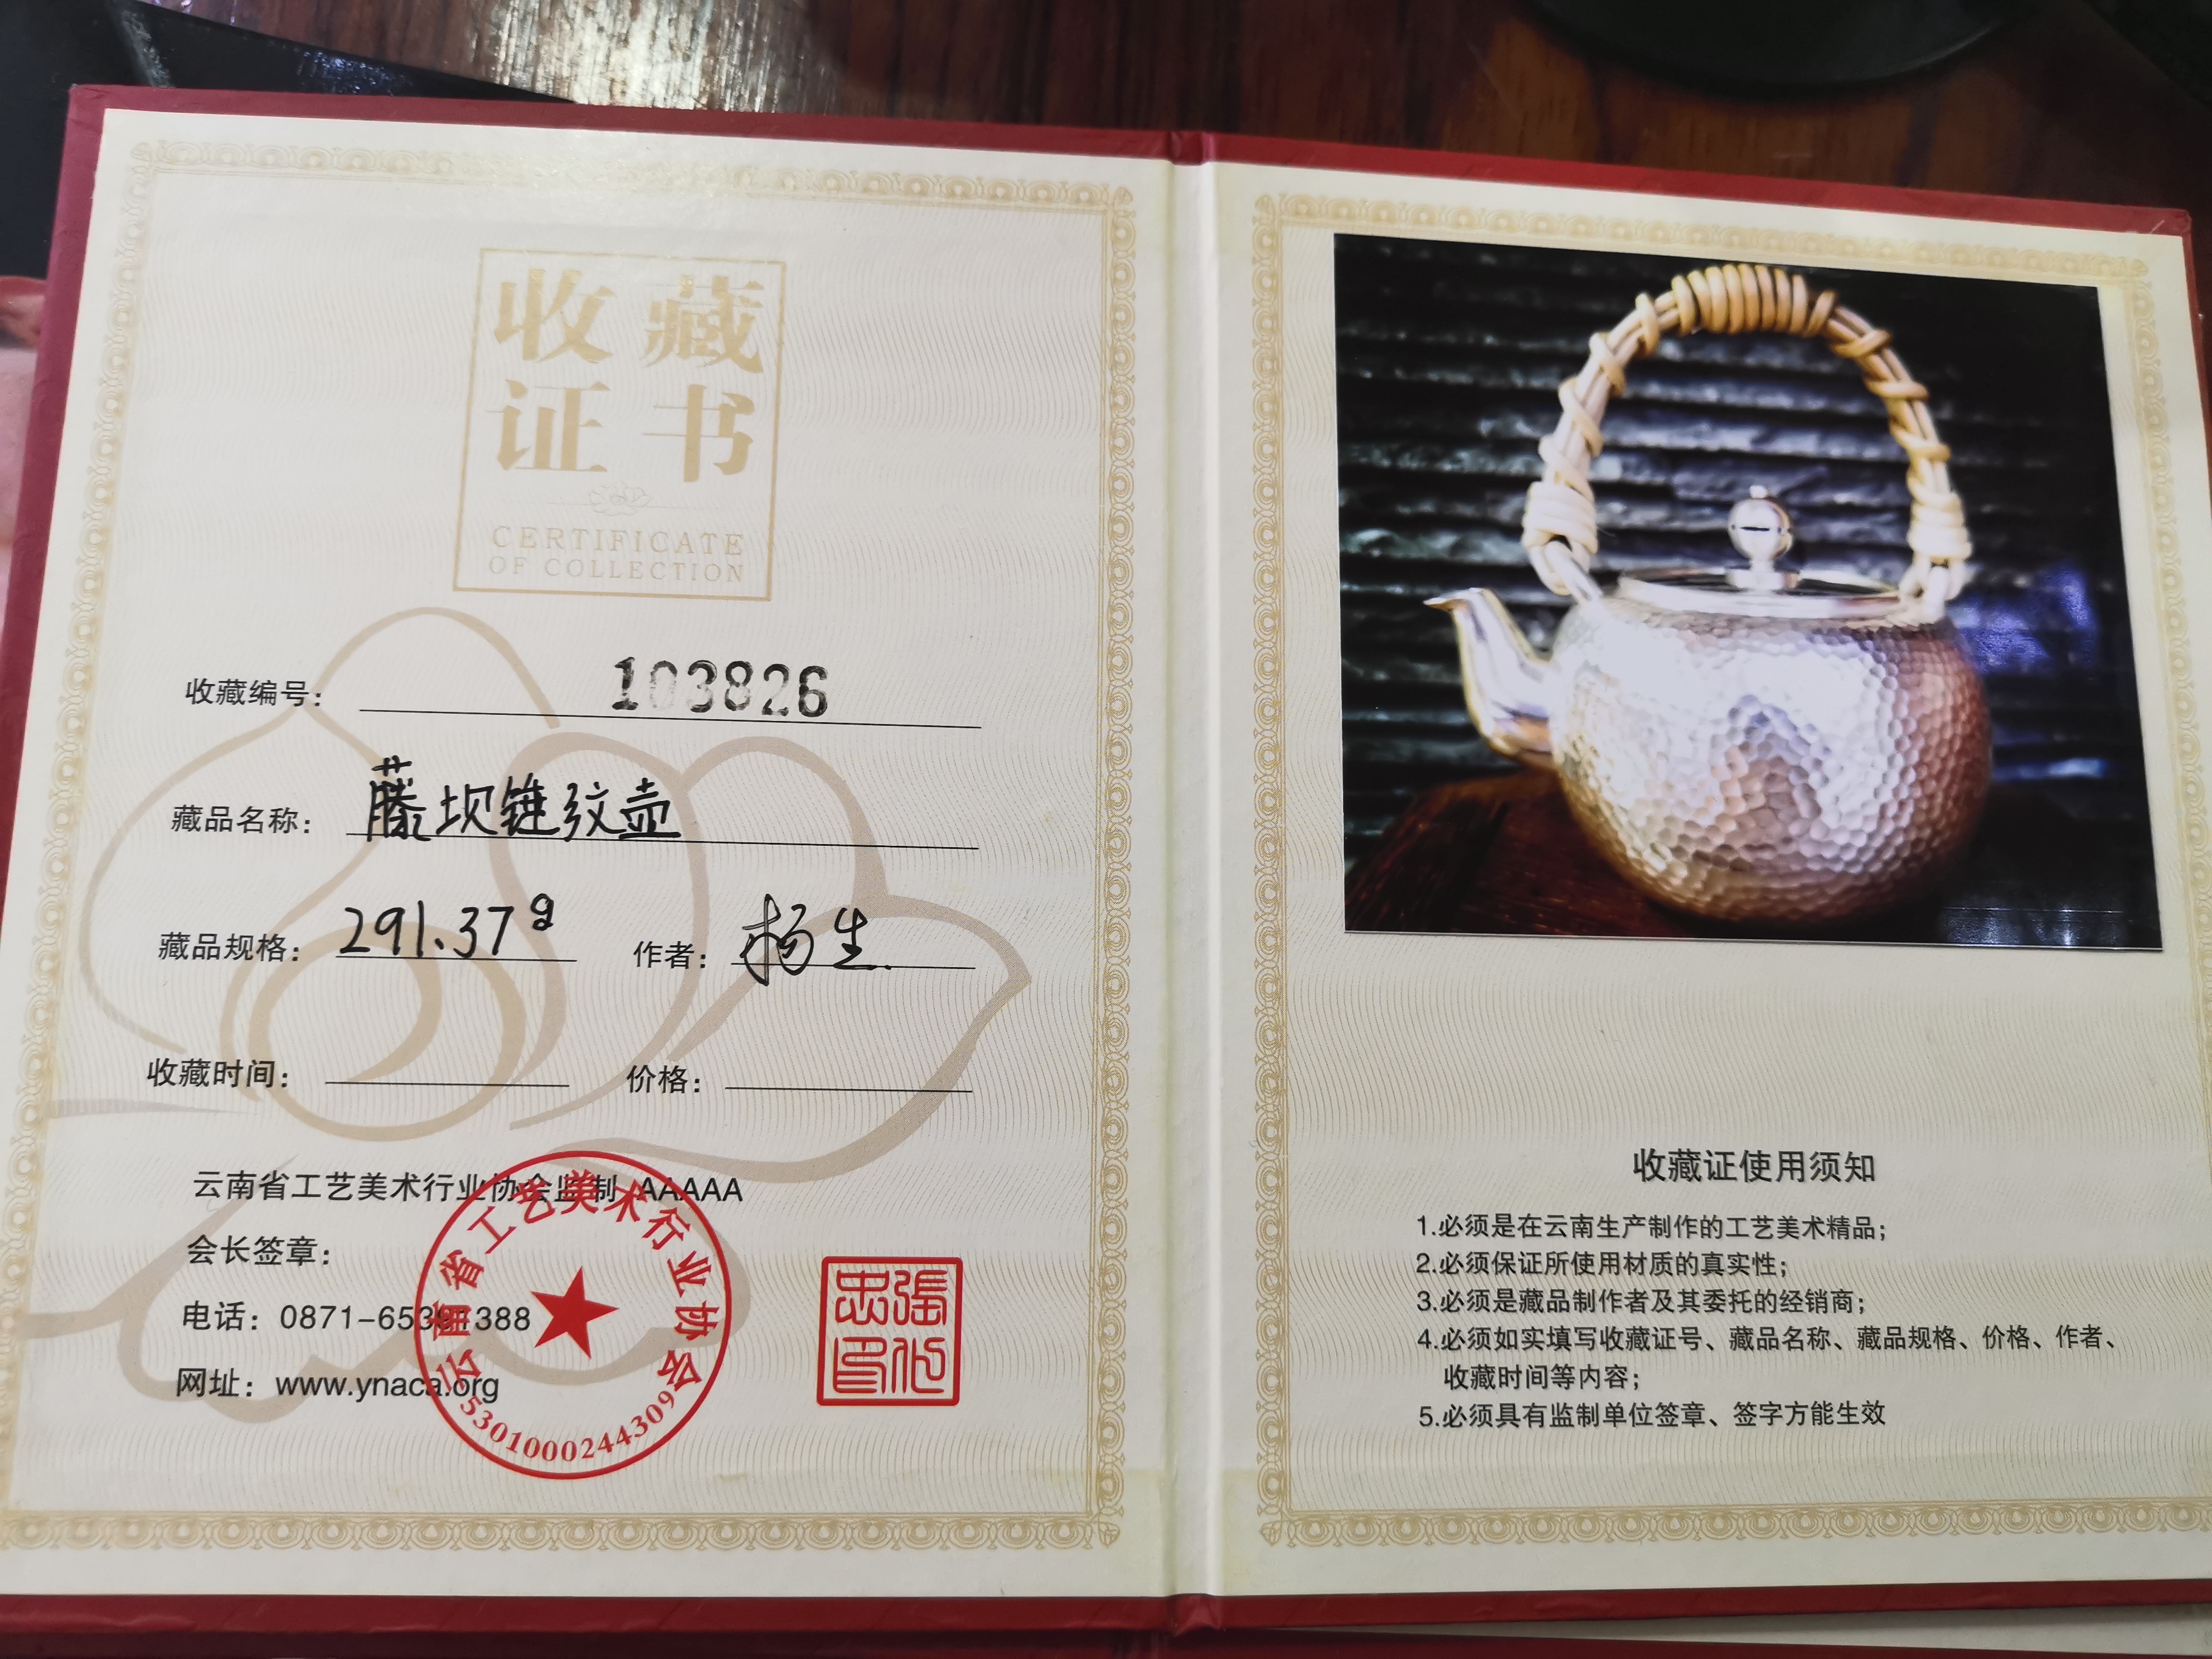 收藏
证书
CERTIFICATE
OF COLLECTION
收藏编号： 103826
藏品名称： 藤坝锤纹壶
藏品规格： 291.37g 作者： 杨生
收藏时间： 价格：
云南省工艺美术行业协会监制 AAAAA
会长签章：
电话：0871-65391388
网址：www.ynaca.org
云南省工艺美术行业协会
5301000244309
收藏证使用须知
1.必须是在云南生产制作的工艺美术精品；
2.必须保证所使用材质的真实性；
3.必须是藏品制作者及其委托的经销商；
4.必须如实填写收藏证号、藏品名称、藏品规格、价格、作者、
收藏时间等内容；
5.必须具有监制单位签章、签字方能生效